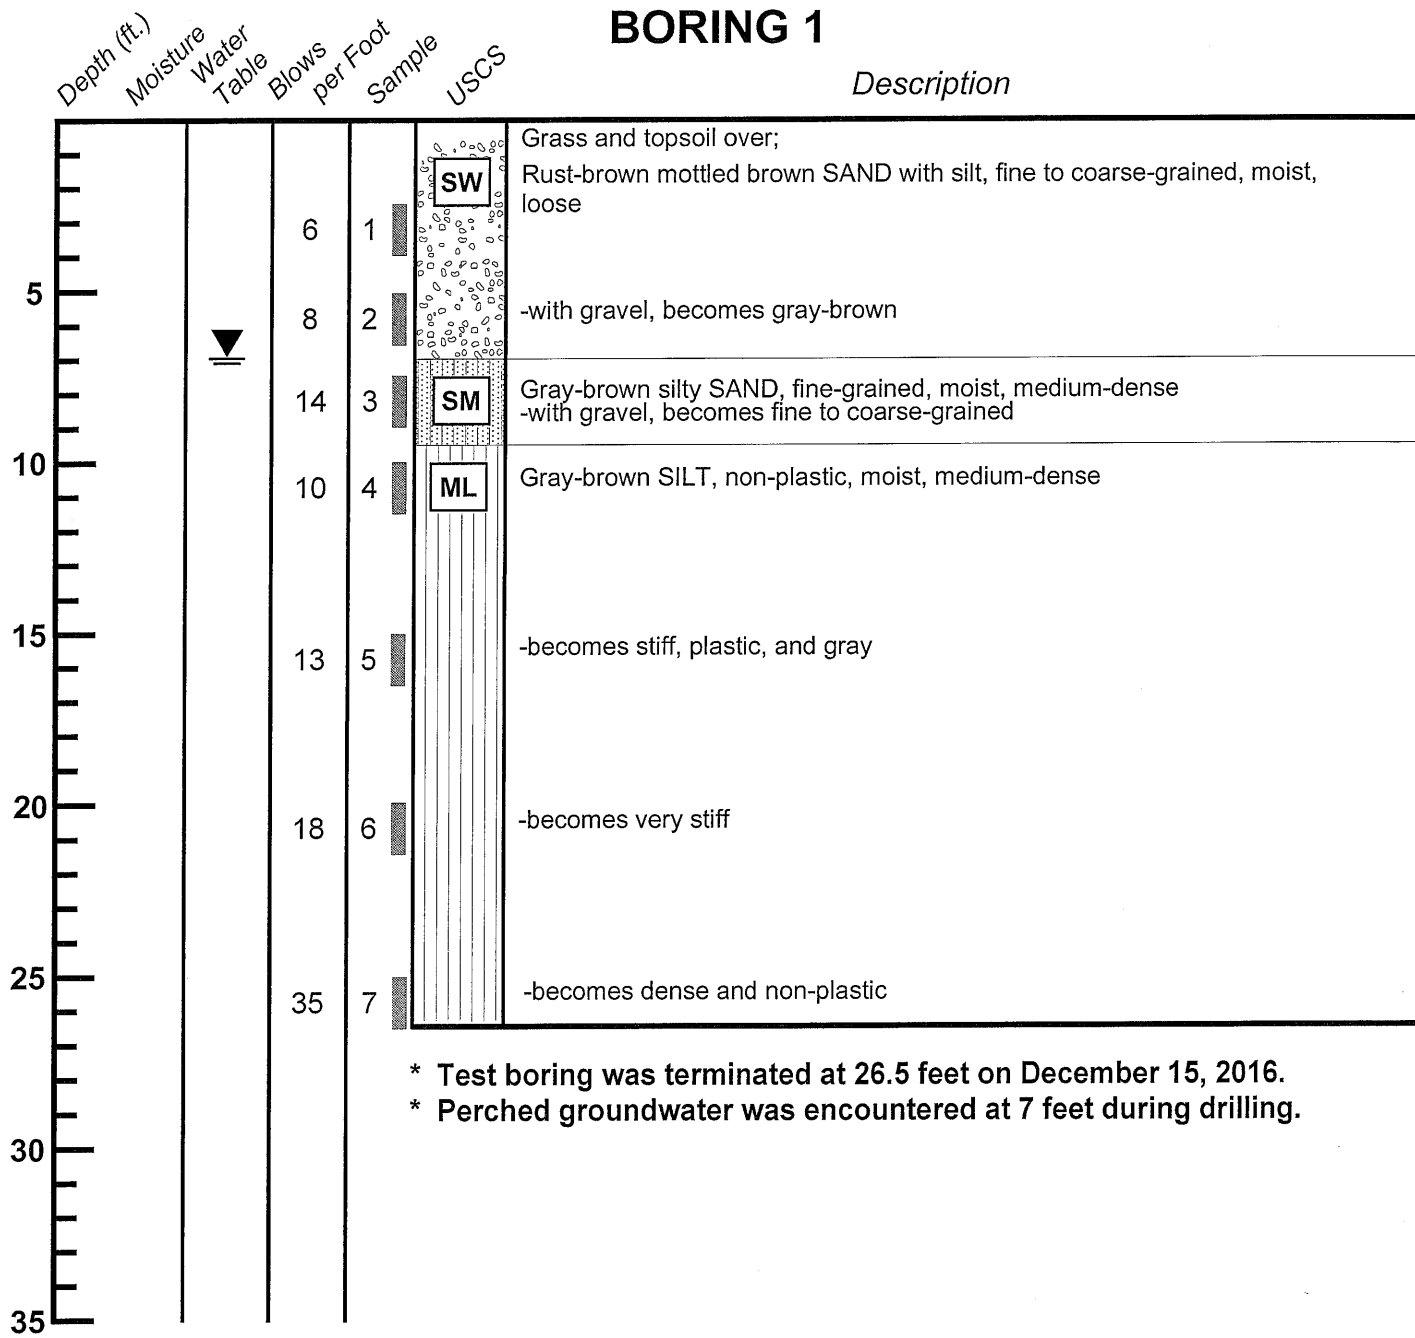 BORING 1
Depth (ft.)
Moisture
Water
Table
Blows
per Foot
Sample
USCS
Description
Grass and topsoil over;
SW
Rust-brown mottled brown SAND with silt, fine to coarse-grained, moist,
loose
6 1
5
8 2 -with gravel, becomes gray-brown
14 3 SM Gray-brown silty SAND, fine-grained, moist, medium-dense
-with gravel, becomes fine to coarse-grained
10
10 4 ML Gray-brown SILT, non-plastic, moist, medium-dense
15
13 5 -becomes stiff, plastic, and gray
20
18 6 -becomes very stiff
25
35 7 -becomes dense and non-plastic
* Test boring was terminated at 26.5 feet on December 15, 2016.
* Perched groundwater was encountered at 7 feet during drilling.
30
35